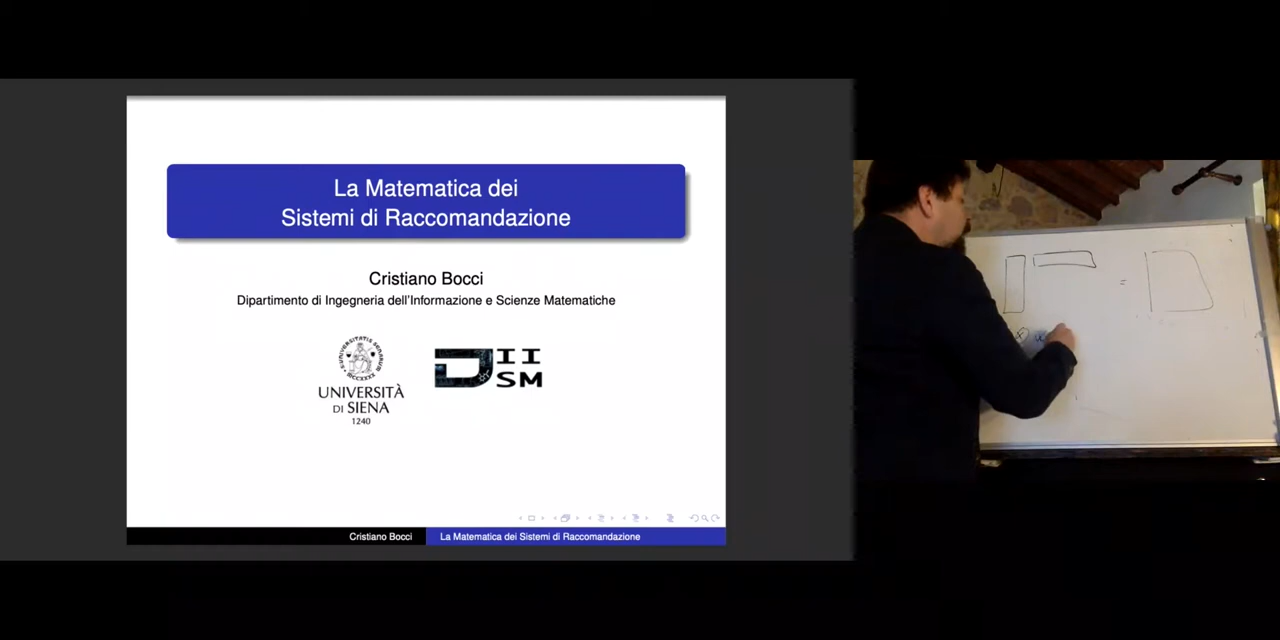 La Matematica dei
Sistemi di Raccomandazione
Cristiano Bocci
Dipartimento di Ingegneria dell'Informazione e Scienze Matematiche
UNIVERSITÀ
DI SIENA
1240
DIISM
Cristiano Bocci
La Matematica dei Sistemi di Raccomandazione
=